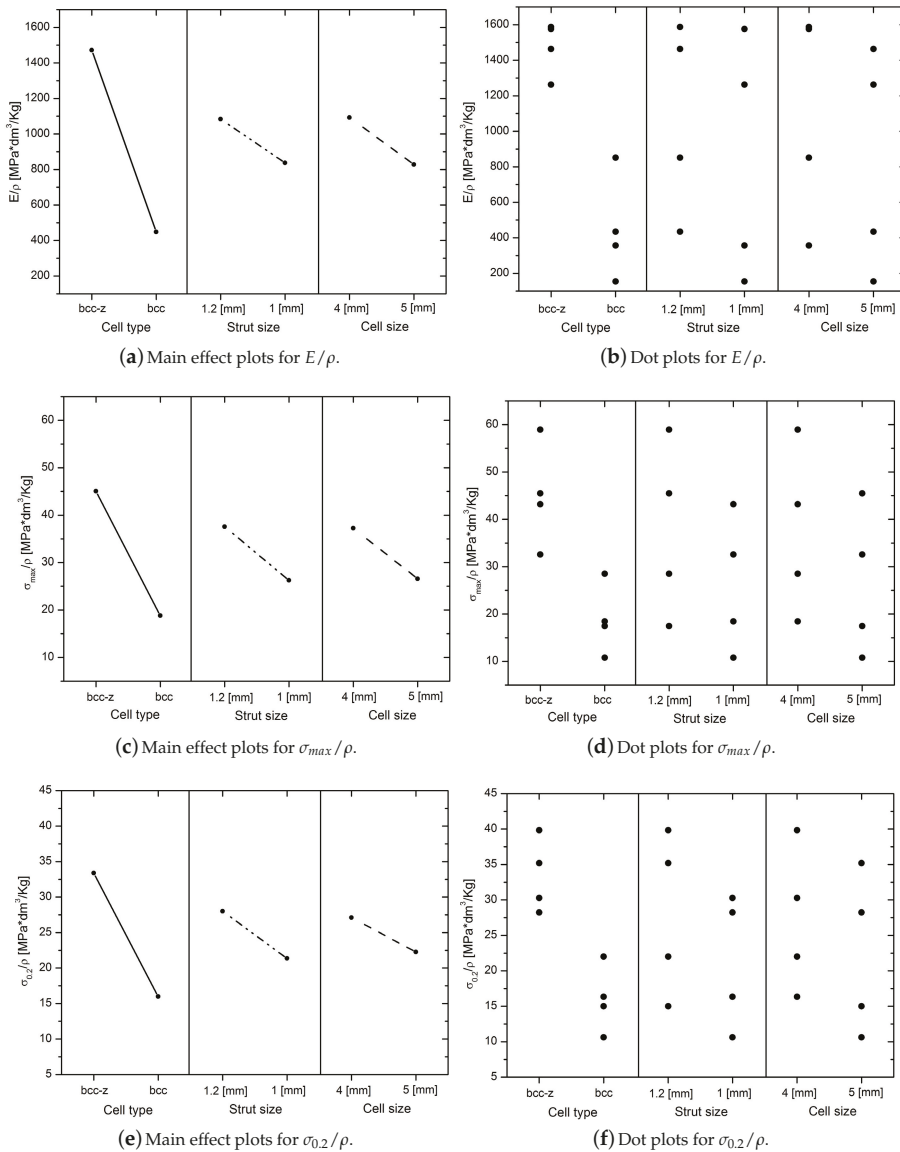 1600
1400
1200
1000
800
600
400
200
E/ρ [MPa*dm³/Kg]
bcc-z bcc 1.2 [mm] 1 [mm] 4 [mm] 5 [mm]
Cell type Strut size Cell size
(a) Main effect plots for E/ρ.
1600
1400
1200
1000
800
600
400
200
E/ρ [MPa*dm³/Kg]
bcc-z bcc 1.2 [mm] 1 [mm] 4 [mm] 5 [mm]
Cell type Strut size Cell size
(b) Dot plots for E/ρ.
60
50
40
30
20
10
σmax/ρ [MPa*dm³/Kg]
bcc-z bcc 1.2 [mm] 1 [mm] 4 [mm] 5 [mm]
Cell type Strut size Cell size
(c) Main effect plots for σmax/ρ.
60
50
40
30
20
10
σmax/ρ [MPa*dm³/Kg]
bcc-z bcc 1.2 [mm] 1 [mm] 4 [mm] 5 [mm]
Cell type Strut size Cell size
(d) Dot plots for σmax/ρ.
45
40
35
30
25
20
15
10
5
σ0.2/ρ [MPa*dm³/Kg]
bcc-z bcc 1.2 [mm] 1 [mm] 4 [mm] 5 [mm]
Cell type Strut size Cell size
(e) Main effect plots for σ0.2/ρ.
45
40
35
30
25
20
15
10
5
σ0.2/ρ [MPa*dm³/Kg]
bcc-z bcc 1.2 [mm] 1 [mm] 4 [mm] 5 [mm]
Cell type Strut size Cell size
(f) Dot plots for σ0.2/ρ.